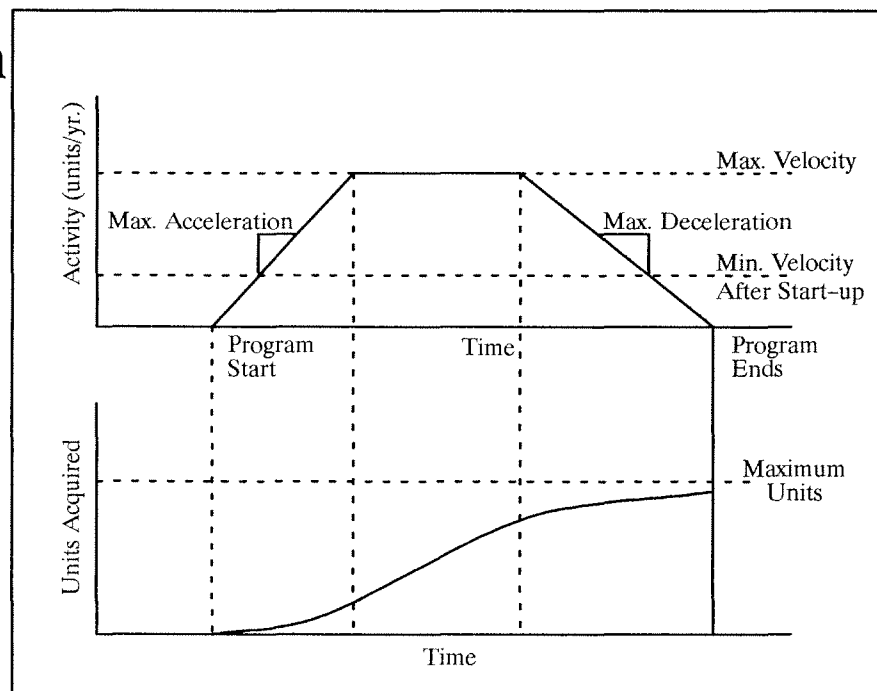 Activity (units/yr.)
Max. Velocity
Max. Acceleration
Max. Deceleration
Min. Velocity
After Start-up
Program
Start
Time
Program
Ends
Units Acquired
Maximum
Units
Time